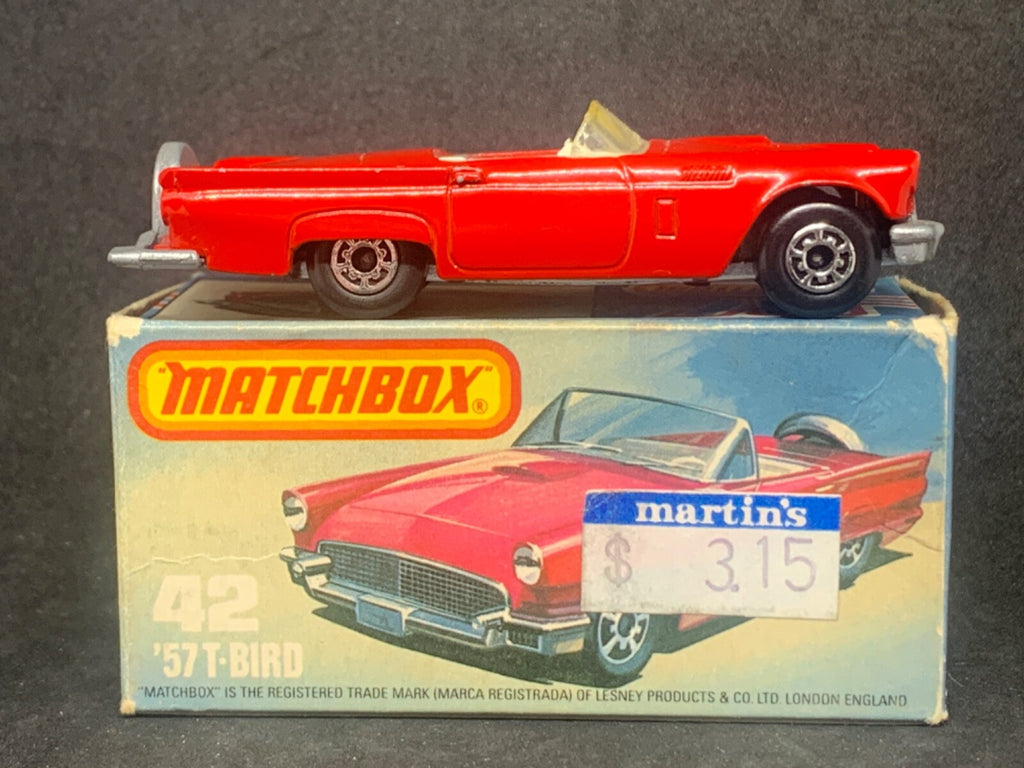 "MATCHBOX"®
martin's
$ 3.15
42
'57 T·BIRD
"MATCHBOX" IS THE REGISTERED TRADE MARK (MARCA REGISTRADA) OF LESNEY PRODUCTS & CO. LTD. LONDON ENGLAND